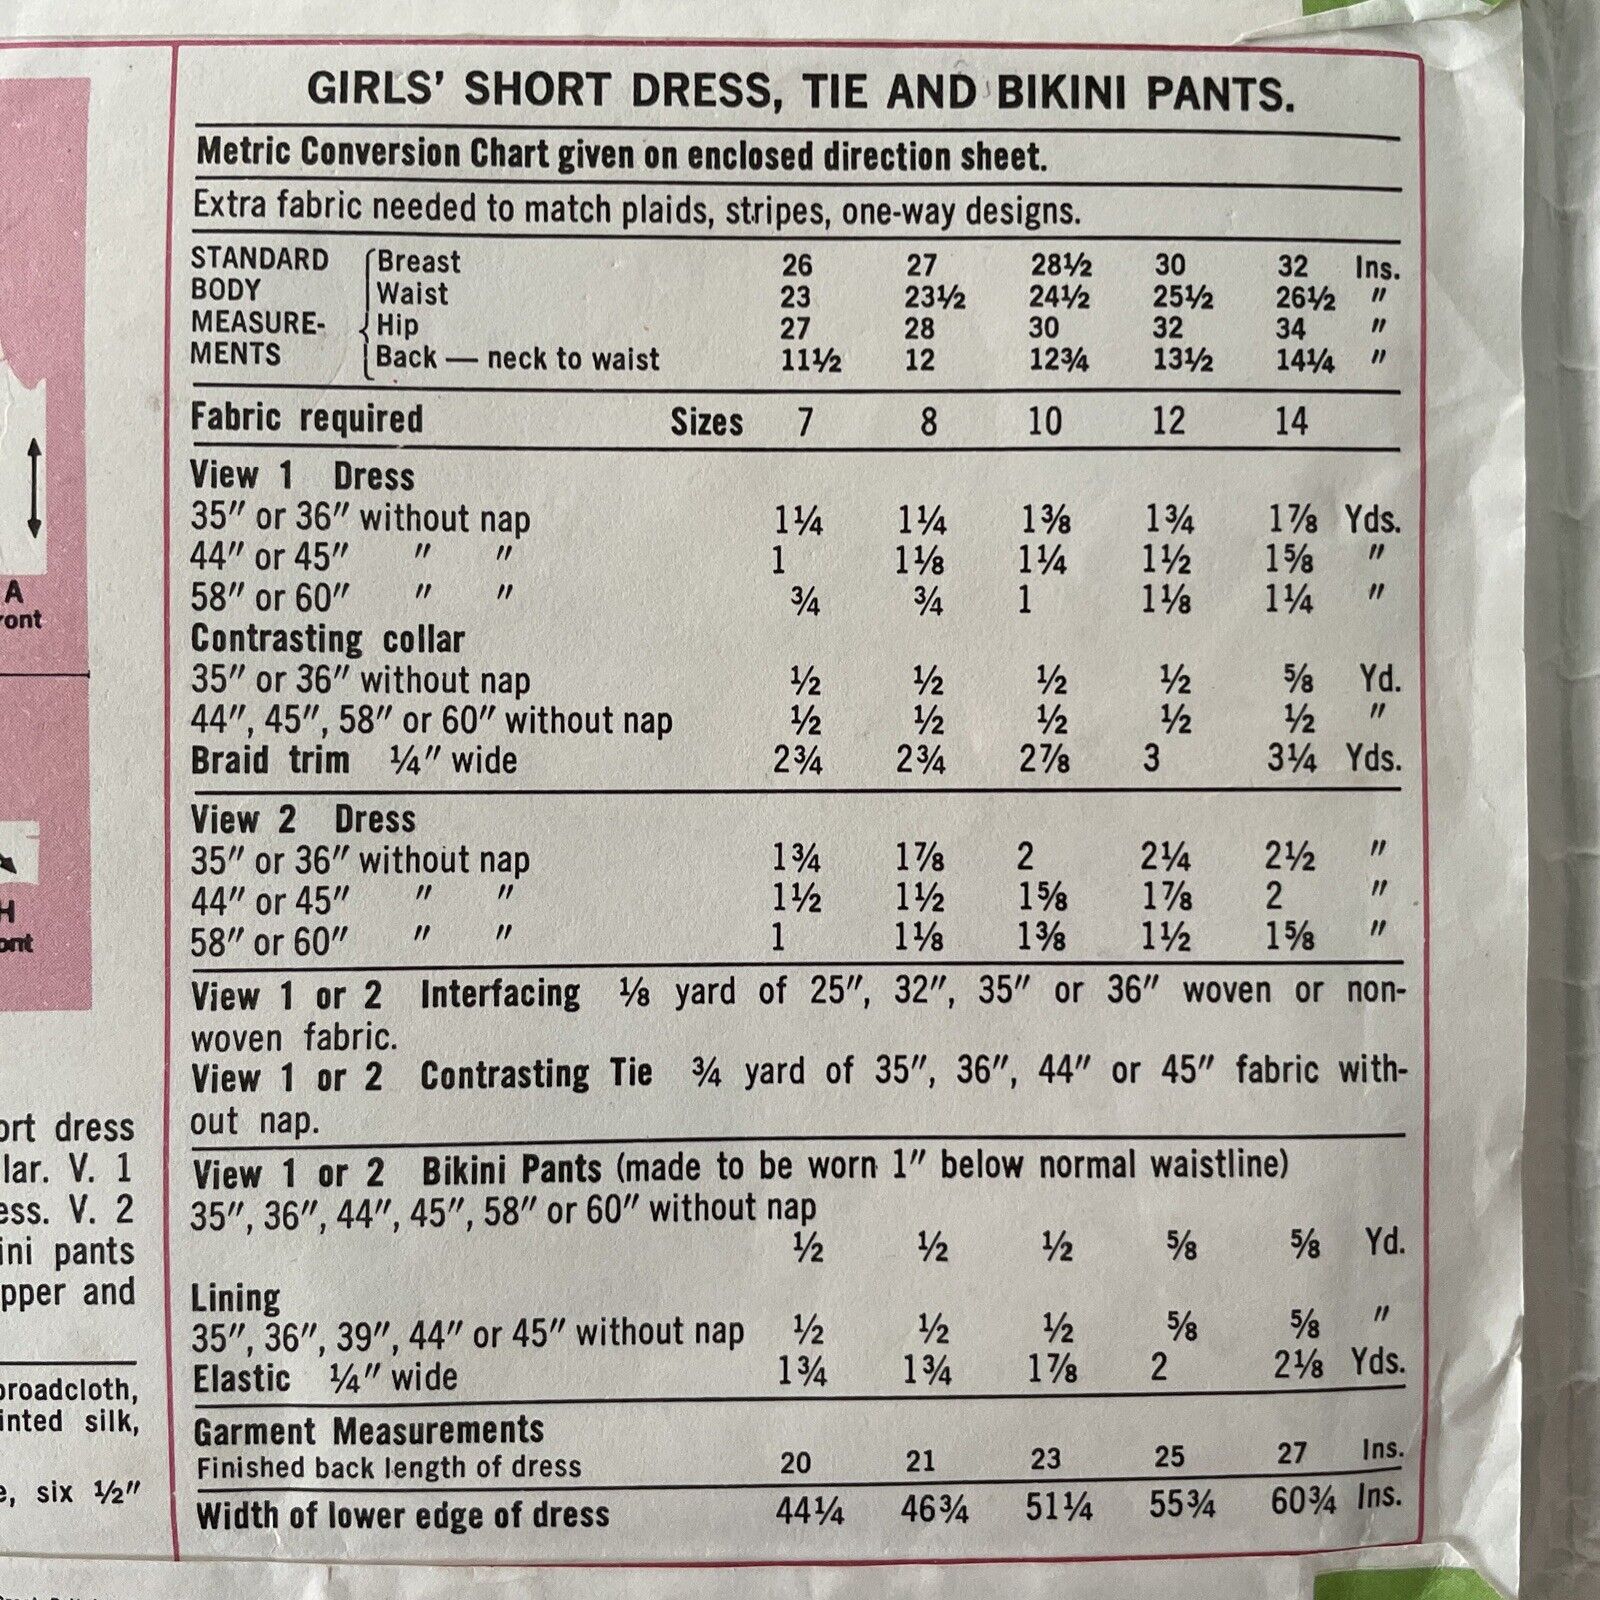 GIRLS' SHORT DRESS, TIE AND BIKINI PANTS.
Metric Conversion Chart given on enclosed direction sheet.
Extra fabric needed to match plaids, stripes, one-way designs.
STANDARD BODY MEASURE-MENTS
Breast 26 27 28½ 30 32 Ins.
Waist 23 23½ 24½ 25½ 26½ "
Hip 27 28 30 32 34 "
Back — neck to waist 11½ 12 12¾ 13½ 14¼ "
Fabric required Sizes 7 8 10 12 14
View 1 Dress
35" or 36" without nap 1¼ 1¼ 1⅜ 1¾ 1⅞ Yds.
44" or 45" " " 1 1⅛ 1¼ 1½ 1⅝ "
58" or 60" " " ¾ ¾ 1 1⅛ 1¼ "
Contrasting collar
35" or 36" without nap ½ ½ ½ ½ ⅝ Yd.
44", 45", 58" or 60" without nap ½ ½ ½ ½ ½ "
Braid trim ¼" wide 2¾ 2¾ 2⅞ 3 3¼ Yds.
View 2 Dress
35" or 36" without nap 1¾ 1⅞ 2 2¼ 2½ "
44" or 45" " " 1½ 1½ 1⅝ 1⅞ 2 "
58" or 60" " " 1 1⅛ 1⅜ 1½ 1⅝ "
View 1 or 2 Interfacing ⅛ yard of 25", 32", 35" or 36" woven or non-
woven fabric.
View 1 or 2 Contrasting Tie ¾ yard of 35", 36", 44" or 45" fabric with-
out nap.
View 1 or 2 Bikini Pants (made to be worn 1" below normal waistline)
35", 36", 44", 45", 58" or 60" without nap
½ ½ ½ ⅝ ⅝ Yd.
Lining
35", 36", 39", 44" or 45" without nap ½ ½ ½ ⅝ ⅝ "
Elastic ¼" wide 1¾ 1¾ 1⅞ 2 2⅛ Yds.
Garment Measurements
Finished back length of dress 20 21 23 25 27 Ins.
Width of lower edge of dress 44¼ 46¾ 51¼ 55¾ 60¾ Ins.
A
ront
H
ont
ort dress
lar. V. 1
ess. V. 2
ini pants
pper and
broadcloth,
inted silk,
e, six ½"